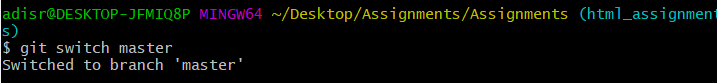 adisr@DESKTOP-JFMIQ8P MINGW64 ~/Desktop/Assignments/Assignments (html_assignment
s)
$ git switch master
Switched to branch 'master'